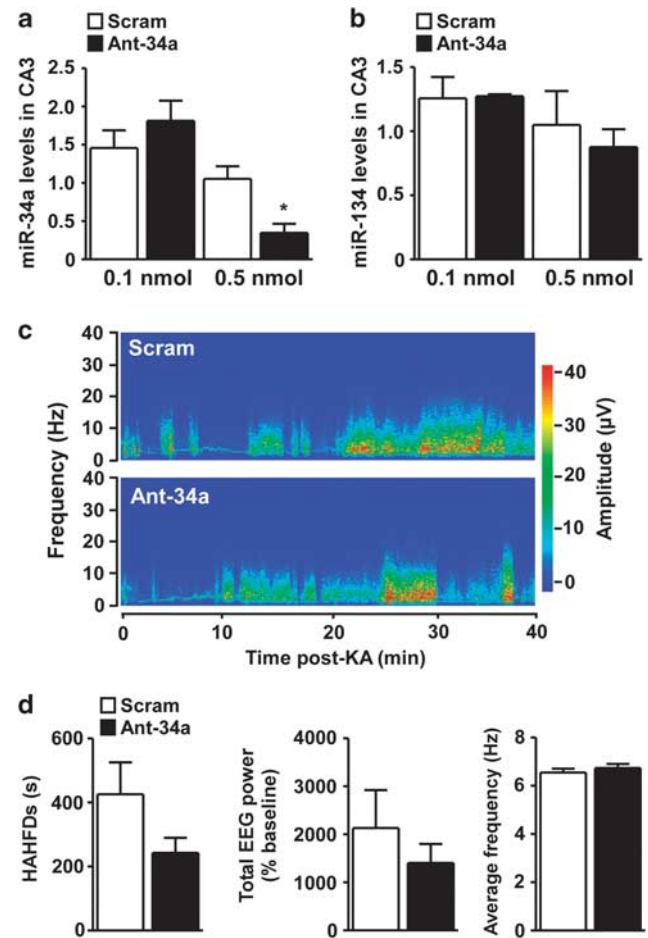 a
Scram
Ant-34a
miR-34a levels in CA3
2.5
2.0
1.5
1.0
0.5
0
*
0.1 nmol
0.5 nmol
b
Scram
Ant-34a
miR-134 levels in CA3
1.5
1.0
0.5
0
0.1 nmol
0.5 nmol
c
Frequency (Hz)
Scram
40
30
20
10
0
Ant-34a
40
30
20
10
0
0
10
20
30
40
Time post-KA (min)
40
30
20
10
0
Amplitude (µV)
d
Scram
Ant-34a
HAHFDs (s)
600
400
200
0
Total EEG power
(% baseline)
4000
3000
2000
1000
0
Average frequency (Hz)
8
6
4
2
0